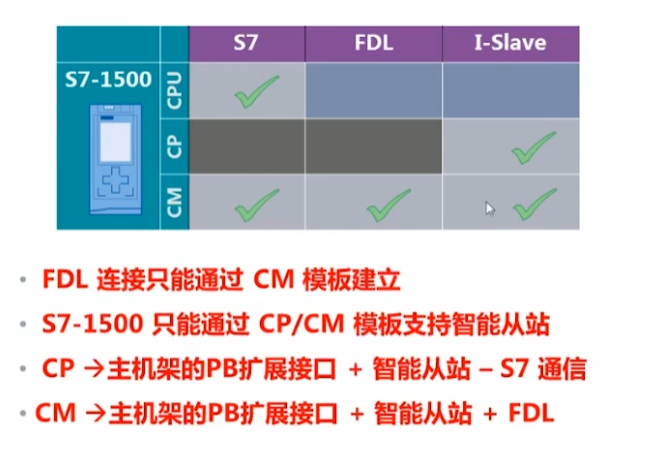 S7 FDL I-Slave
S7-1500 CPU
CP
CM
• FDL 连接只能通过 CM 模板建立
• S7-1500 只能通过 CP/CM 模板支持智能从站
• CP →主机架的PB扩展接口 + 智能从站 – S7 通信
• CM →主机架的PB扩展接口 + 智能从站 + FDL